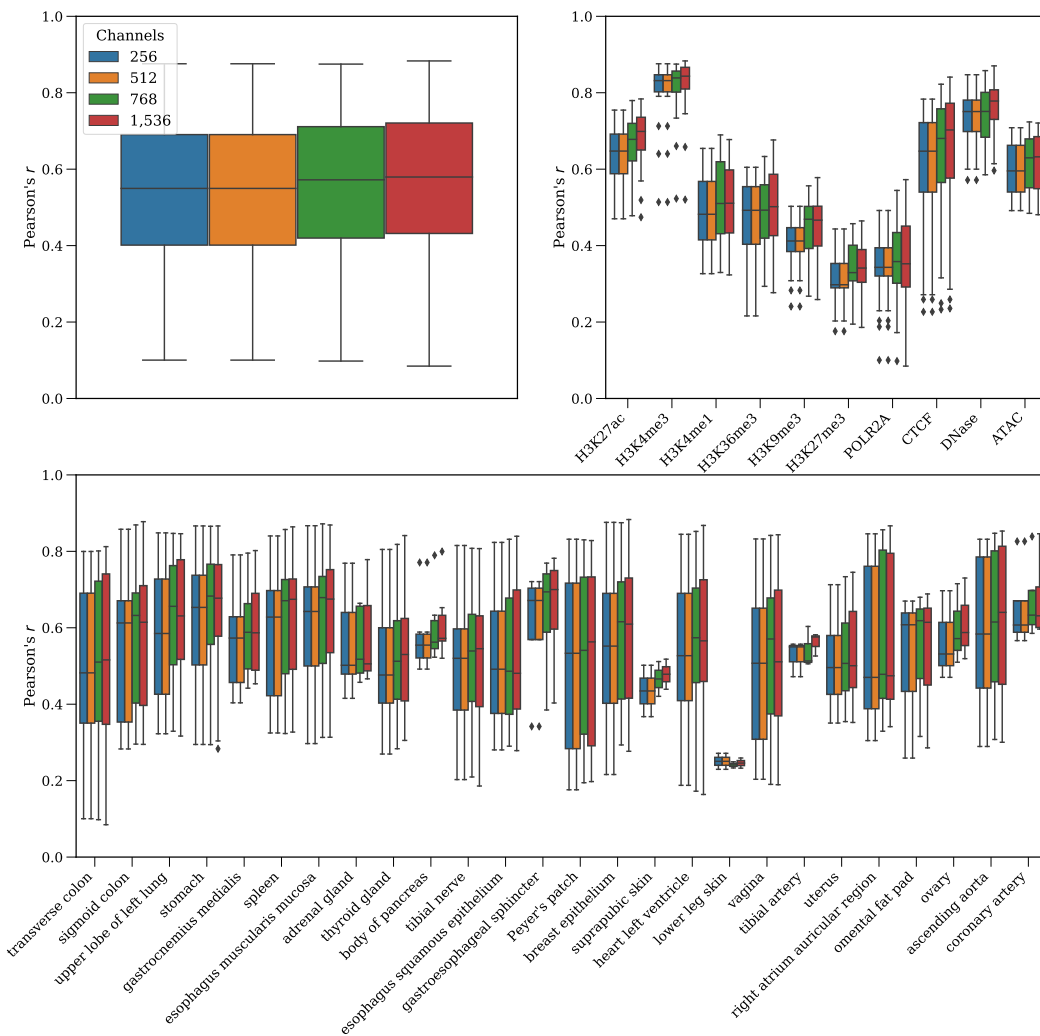 Channels
256
512
768
1,536
Pearson's r
1.0
0.8
0.6
0.4
0.2
0.0
Pearson's r
1.0
0.8
0.6
0.4
0.2
0.0
H3K27ac
H3K4me3
H3K4me1
H3K36me3
H3K9me3
H3K27me3
POLR2A
CTCF
DNase
ATAC
Pearson's r
1.0
0.8
0.6
0.4
0.2
0.0
transverse colon
sigmoid colon
upper lobe of left lung
stomach
gastrocnemius medialis
spleen
esophagus muscularis mucosa
adrenal gland
thyroid gland
body of pancreas
tibial nerve
esophagus squamous epithelium
gastroesophageal sphincter
Peyer's patch
breast epithelium
suprapubic skin
heart left ventricle
lower leg skin
vagina
tibial artery
uterus
right atrium auricular region
omental fat pad
ovary
ascending aorta
coronary artery